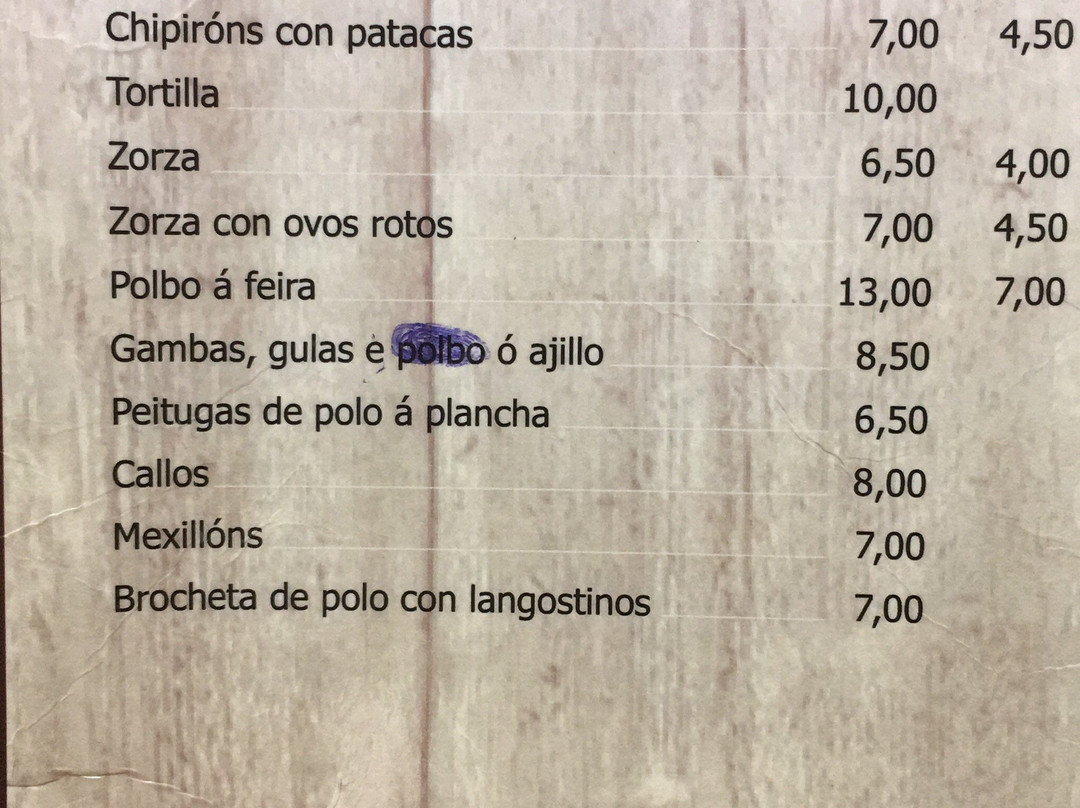 Chipiróns con patacas 7,00 4,50
Tortilla 10,00
Zorza 6,50 4,00
Zorza con ovos rotos 7,00 4,50
Polbo á feira 13,00 7,00
Gambas, gulas e polbo ó ajillo 8,50
Peitugas de polo á plancha 6,50
Callos 8,00
Mexillóns 7,00
Brocheta de polo con langostinos 7,00